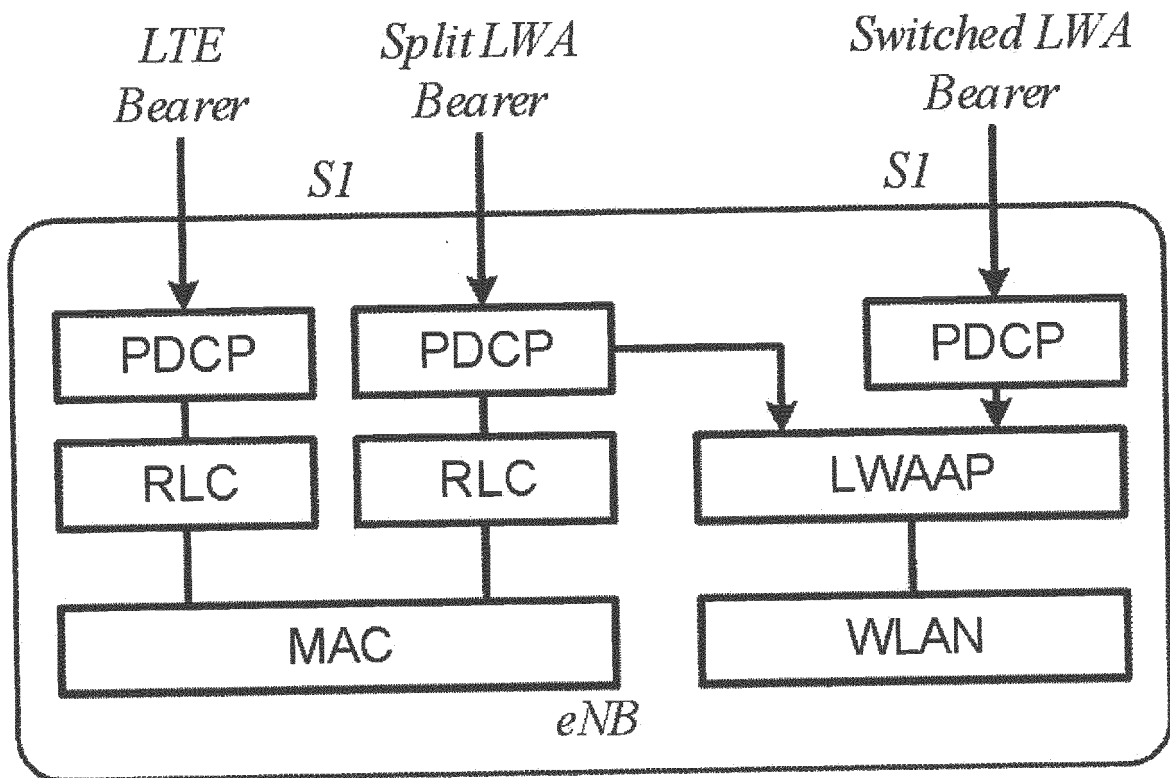 LTE
Bearer
Split LWA
Bearer
Switched LWA
Bearer
S1
S1
PDCP
PDCP
PDCP
RLC
RLC
LWAAP
MAC
WLAN
eNB